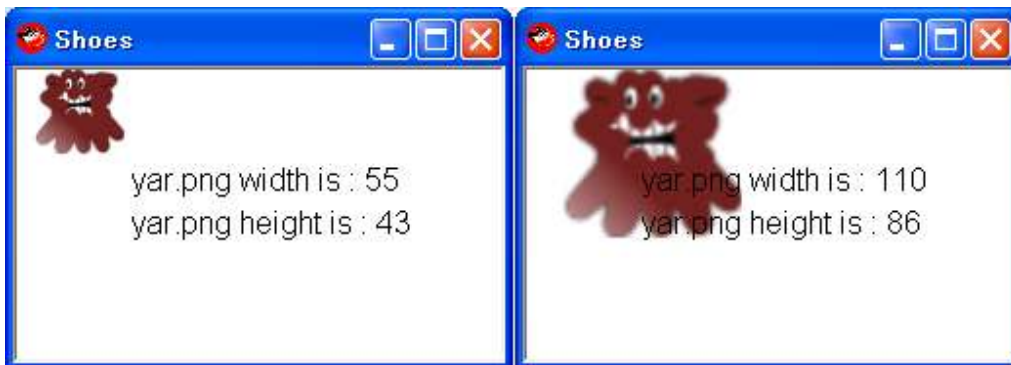 Shoes
yar.png width is : 55
yar.png height is : 43
Shoes
yar.png width is : 110
yar.png height is : 86